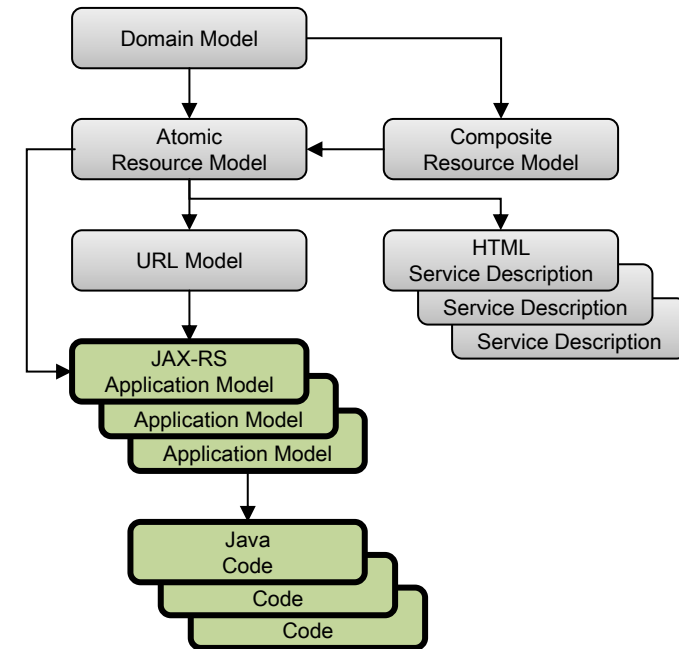 Domain Model
Atomic
Resource Model
Composite
Resource Model
URL Model
HTML
Service Description
Service Description
Service Description
JAX-RS
Application Model
Application Model
Application Model
Java
Code
Code
Code